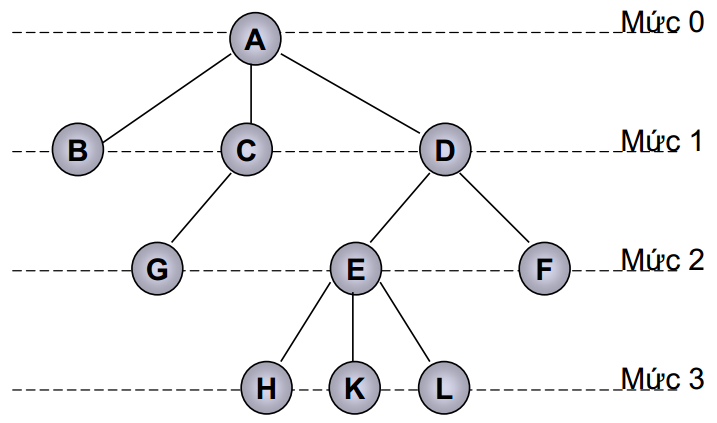 A Mức 0
B C D Mức 1
G E F Mức 2
H K L Mức 3